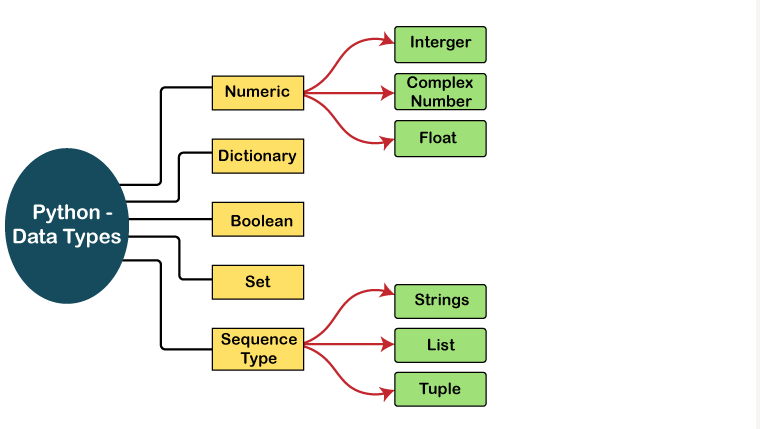 Python -
Data Types
Numeric
Dictionary
Boolean
Set
Sequence
Type
Interger
Complex
Number
Float
Strings
List
Tuple